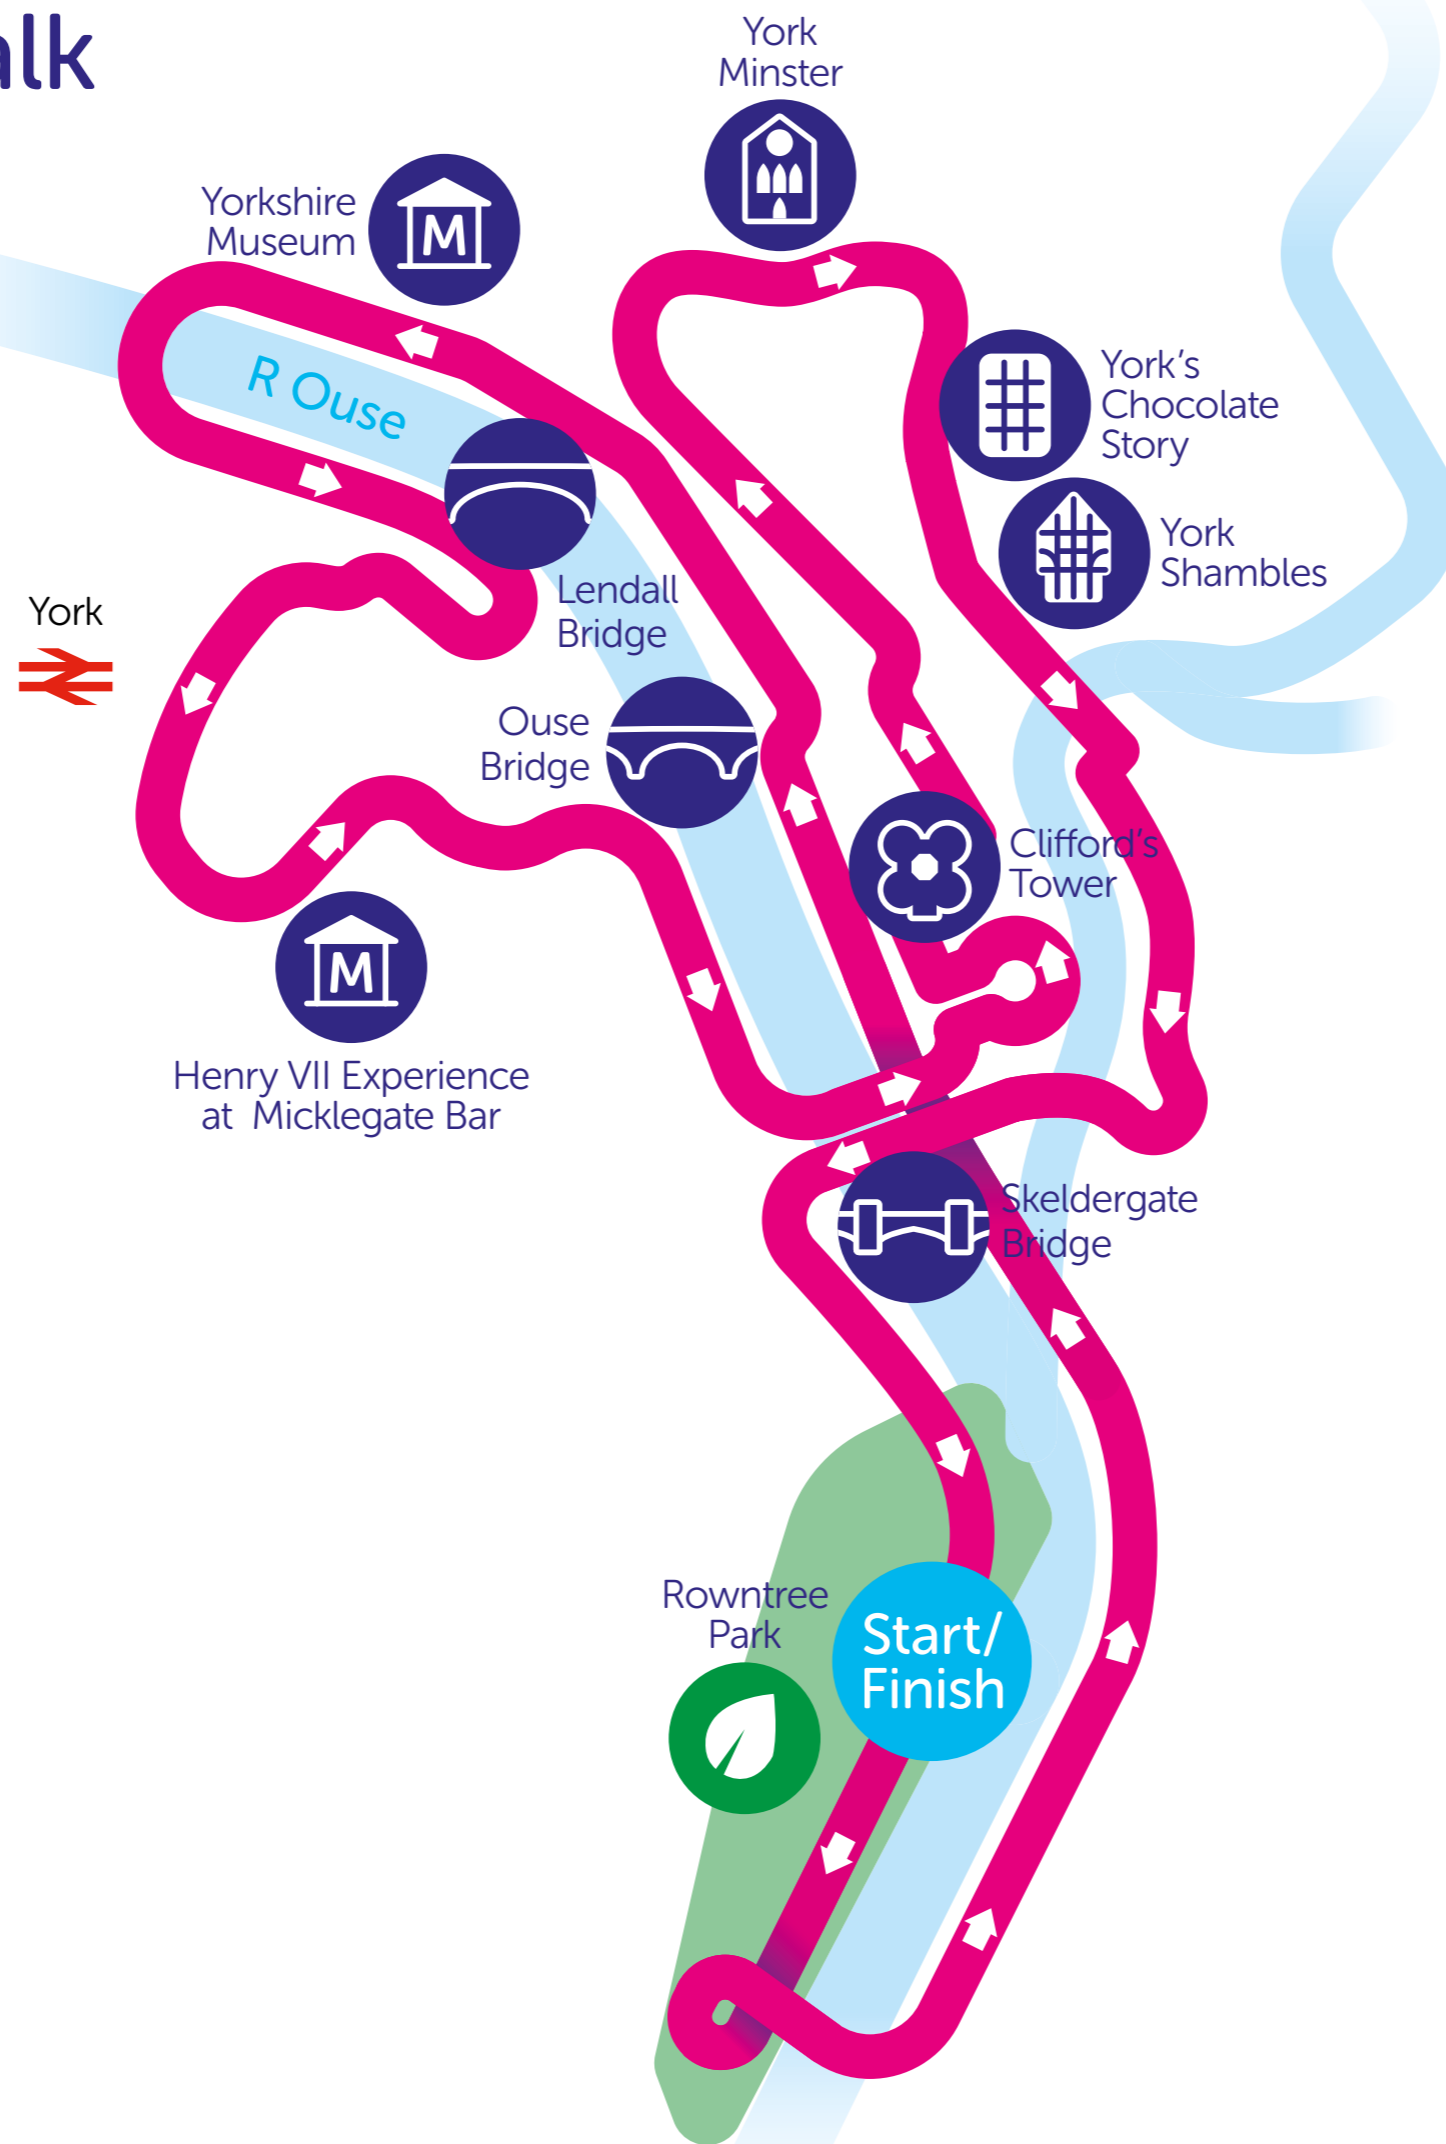 alk
York
Minster
Yorkshire
Museum
M
R Ouse
York's
Chocolate
Story
York
Shambles
Lendall
Bridge
York
Ouse
Bridge
Clifford's
Tower
M
Henry VII Experience
at Micklegate Bar
Skeldergate
Bridge
Rowntree
Park
Start/
Finish